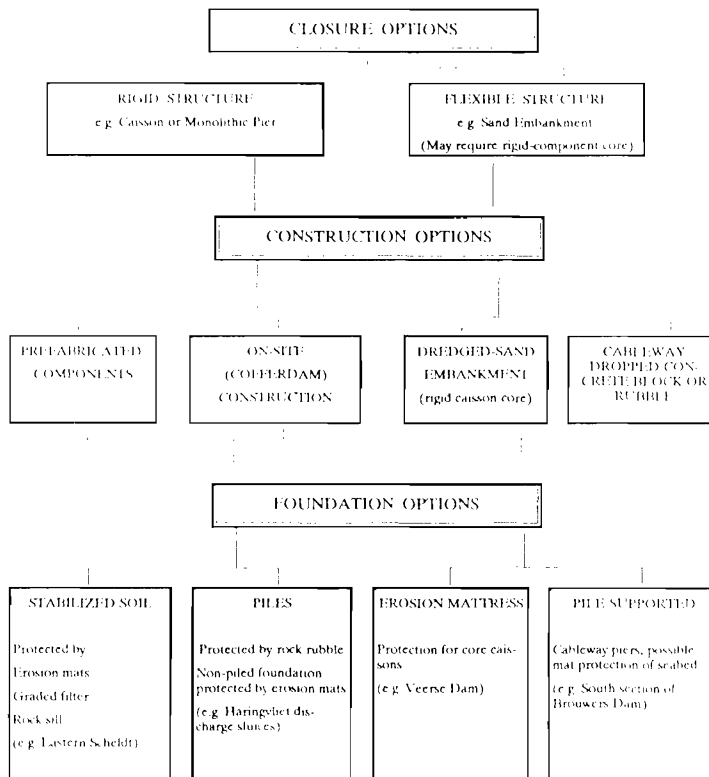 CLOSURE OPTIONS
RIGID STRUCTURE
e.g. Caisson or Monolithic Pier
FLEXIBLE STRUCTURE
e.g. Sand Embankment
(May require rigid-component core)
CONSTRUCTION OPTIONS
PREFABRICATED
COMPONENTS
ON-SITE
(COFFERDAM)
CONSTRUCTION
DREDGED-SAND
EMBANKMENT
(rigid caisson core)
CABLEWAY
DROPPED CON-
CRETE BLOCK OR
RUBBLE
FOUNDATION OPTIONS
STABILIZED SOIL
Protected by
Erosion mats
Graded filter
Rock sill
(e.g. Eastern Scheldt)
PILES
Protected by rock rubble
Non-piled foundation
protected by erosion mats
(e.g. Haringvliet dis-
charge sluices)
EROSION MATTRESS
Protection for core cais-
sons
(e.g. Veerse Dam)
PILE SUPPORTED
Cableway piers, possible
mat protection of seabed
(e.g. South section of
Brouwers Dam)